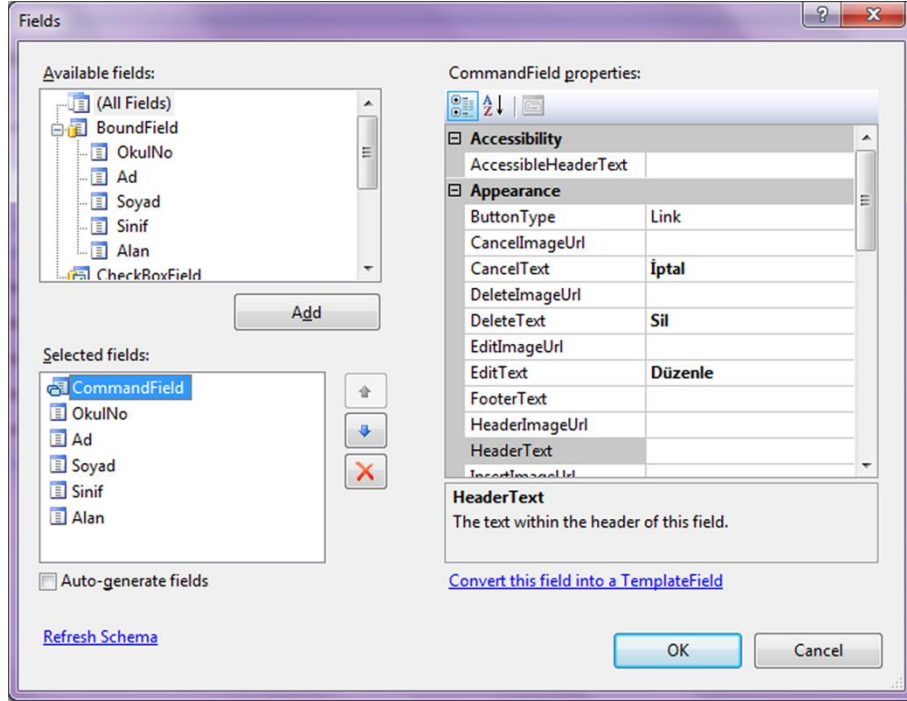 Fields
Available fields:
(All Fields)
BoundField
OkulNo
Ad
Soyad
Sinif
Alan
CheckBoxField
Add
Selected fields:
CommandField
OkulNo
Ad
Soyad
Sinif
Alan
Auto-generate fields
Refresh Schema
CommandField properties:
Accessibility
AccessibleHeaderText
Appearance
ButtonType Link
CancelImageUrl
CancelText İptal
DeleteImageUrl
DeleteText Sil
EditImageUrl
EditText Düzenle
FooterText
HeaderImageUrl
HeaderText
InsertImageUrl
HeaderText
The text within the header of this field.
Convert this field into a TemplateField
OK
Cancel